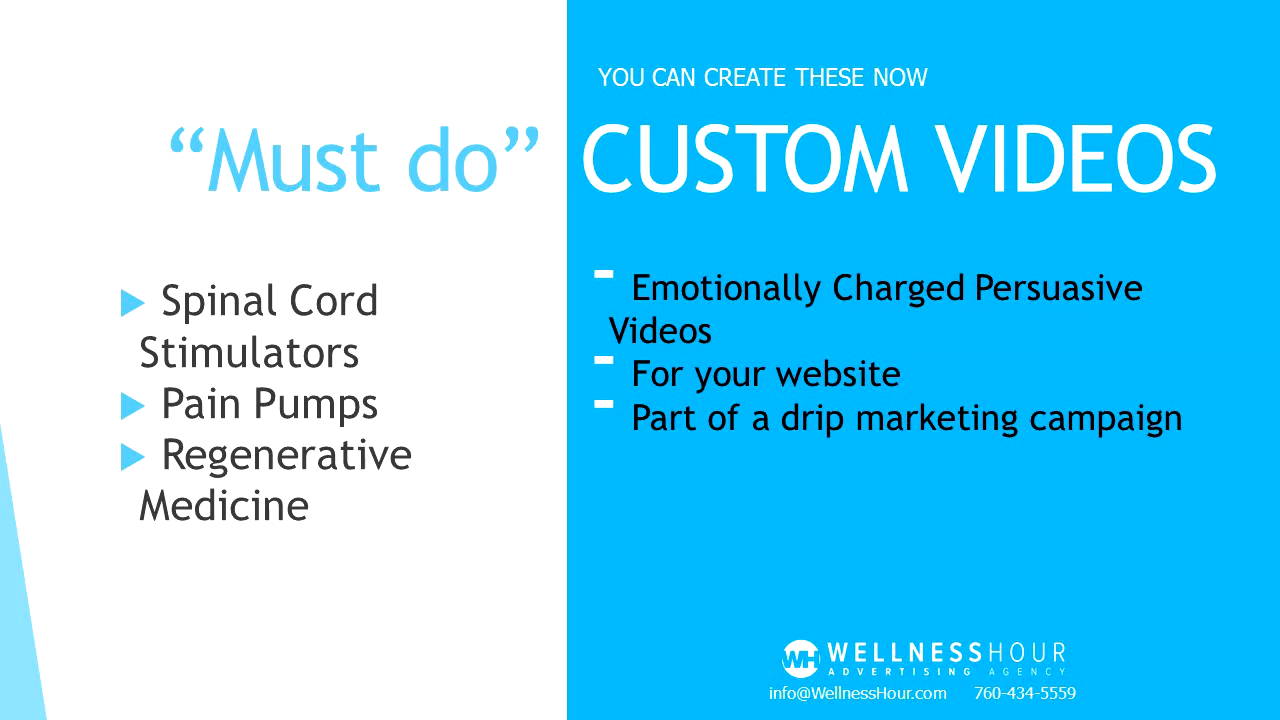 YOU CAN CREATE THESE NOW
“Must do” CUSTOM VIDEOS
Spinal Cord
Stimulators
Pain Pumps
Regenerative
Medicine
- Emotionally Charged Persuasive
Videos
- For your website
- Part of a drip marketing campaign
WH WELLNESSHOUR
ADVERTISING AGENCY
info@WellnessHour.com 760-434-5559